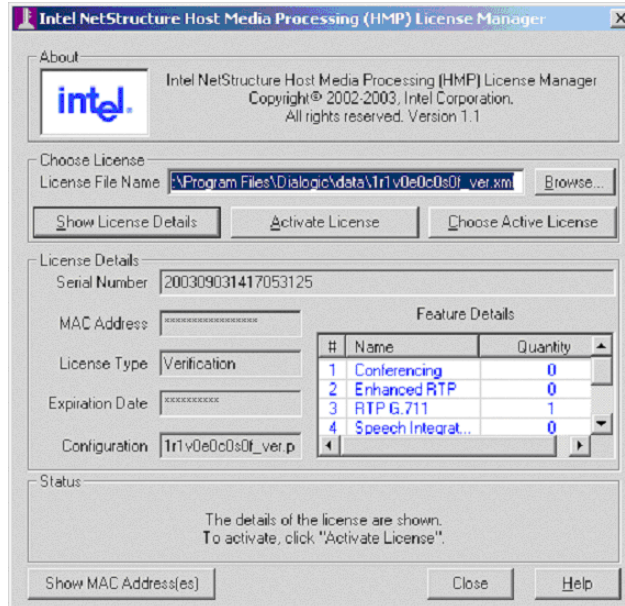 Intel NetStructure Host Media Processing (HMP) License Manager
About
intel.
Intel NetStructure Host Media Processing (HMP) License Manager
Copyright© 2002-2003, Intel Corporation.
All rights reserved. Version 1.1
Choose License
License File Name :\Program Files\Dialogic\data\1r1v0e0c0s0f_ver.xml Browse...
Show License Details Activate License Choose Active License
License Details
Serial Number 200309031417053125
MAC Address ****************
Feature Details
# Name Quantity
License Type Verification
1 Conferencing 0
2 Enhanced RTP 0
Expiration Date **********
3 RTP G.711 1
4 Speech Integrat... 0
Configuration 1r1v0e0c0s0f_ver.p
Status
The details of the license are shown.
To activate, click "Activate License".
Show MAC Address(es) Close Help